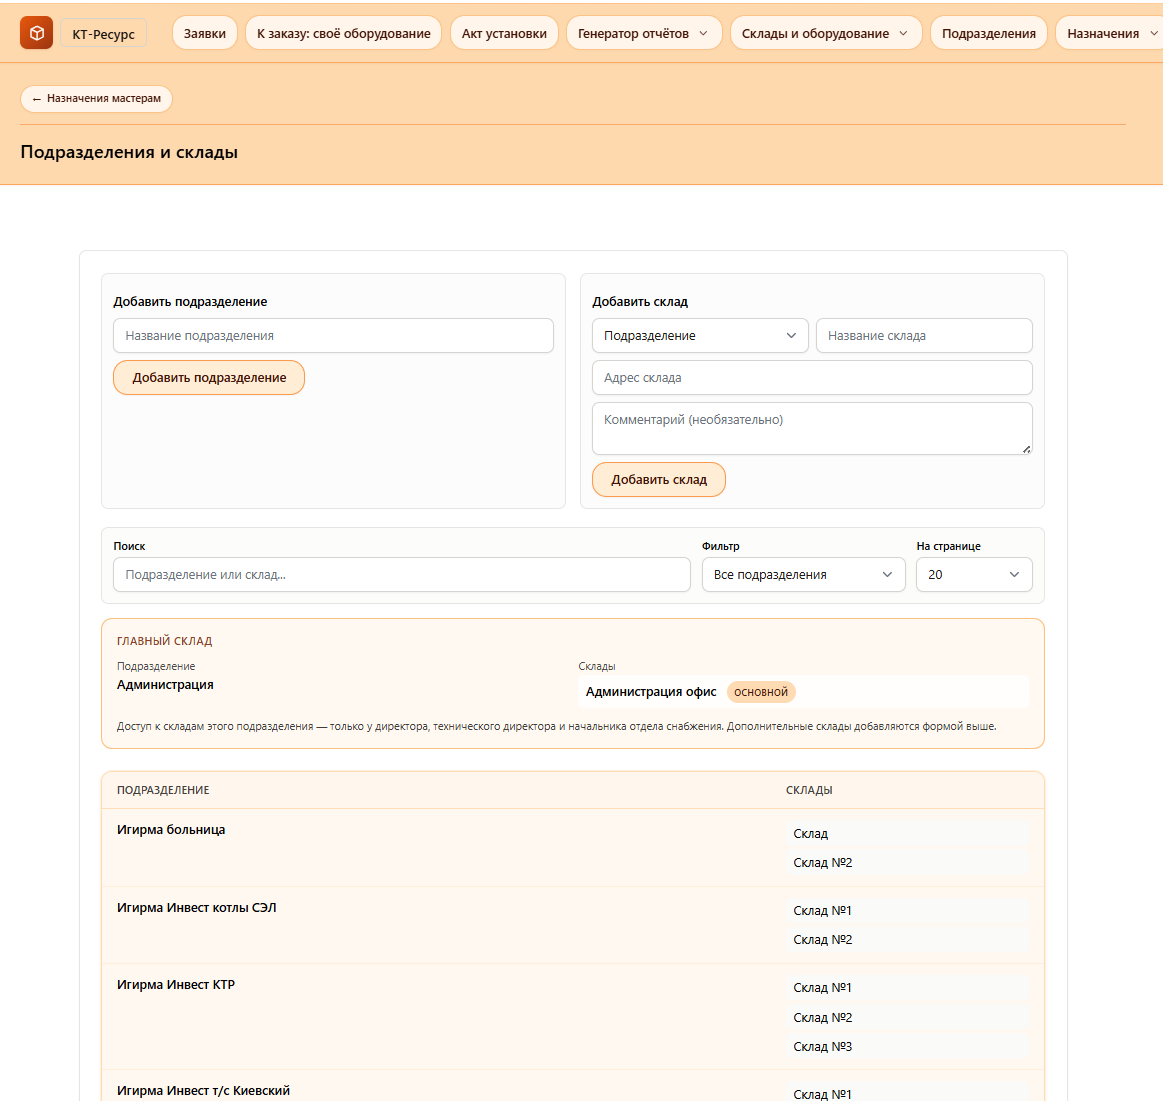 КТ-Ресурс Заявки К заказу: своё оборудование Акт установки Генератор отчётов Склады и оборудование Подразделения Назначения
← Назначения мастерам
Подразделения и склады
Добавить подразделение
Название подразделения
Добавить подразделение
Добавить склад
Подразделение Название склада
Адрес склада
Комментарий (необязательно)
Добавить склад
Поиск Фильтр На странице
Подразделение или склад... Все подразделения 20
ГЛАВНЫЙ СКЛАД
Подразделение Склады
Администрация Администрация офис ОСНОВНОЙ
Доступ к складам этого подразделения — только у директора, технического директора и начальника отдела снабжения. Дополнительные склады добавляются формой выше.
ПОДРАЗДЕЛЕНИЕ СКЛАДЫ
Игирма больница Склад
Склад №2
Игирма Инвест котлы СЭЛ Склад №1
Склад №2
Игирма Инвест КТР Склад №1
Склад №2
Склад №3
Игирма Инвест т/с Киевский Склад №1